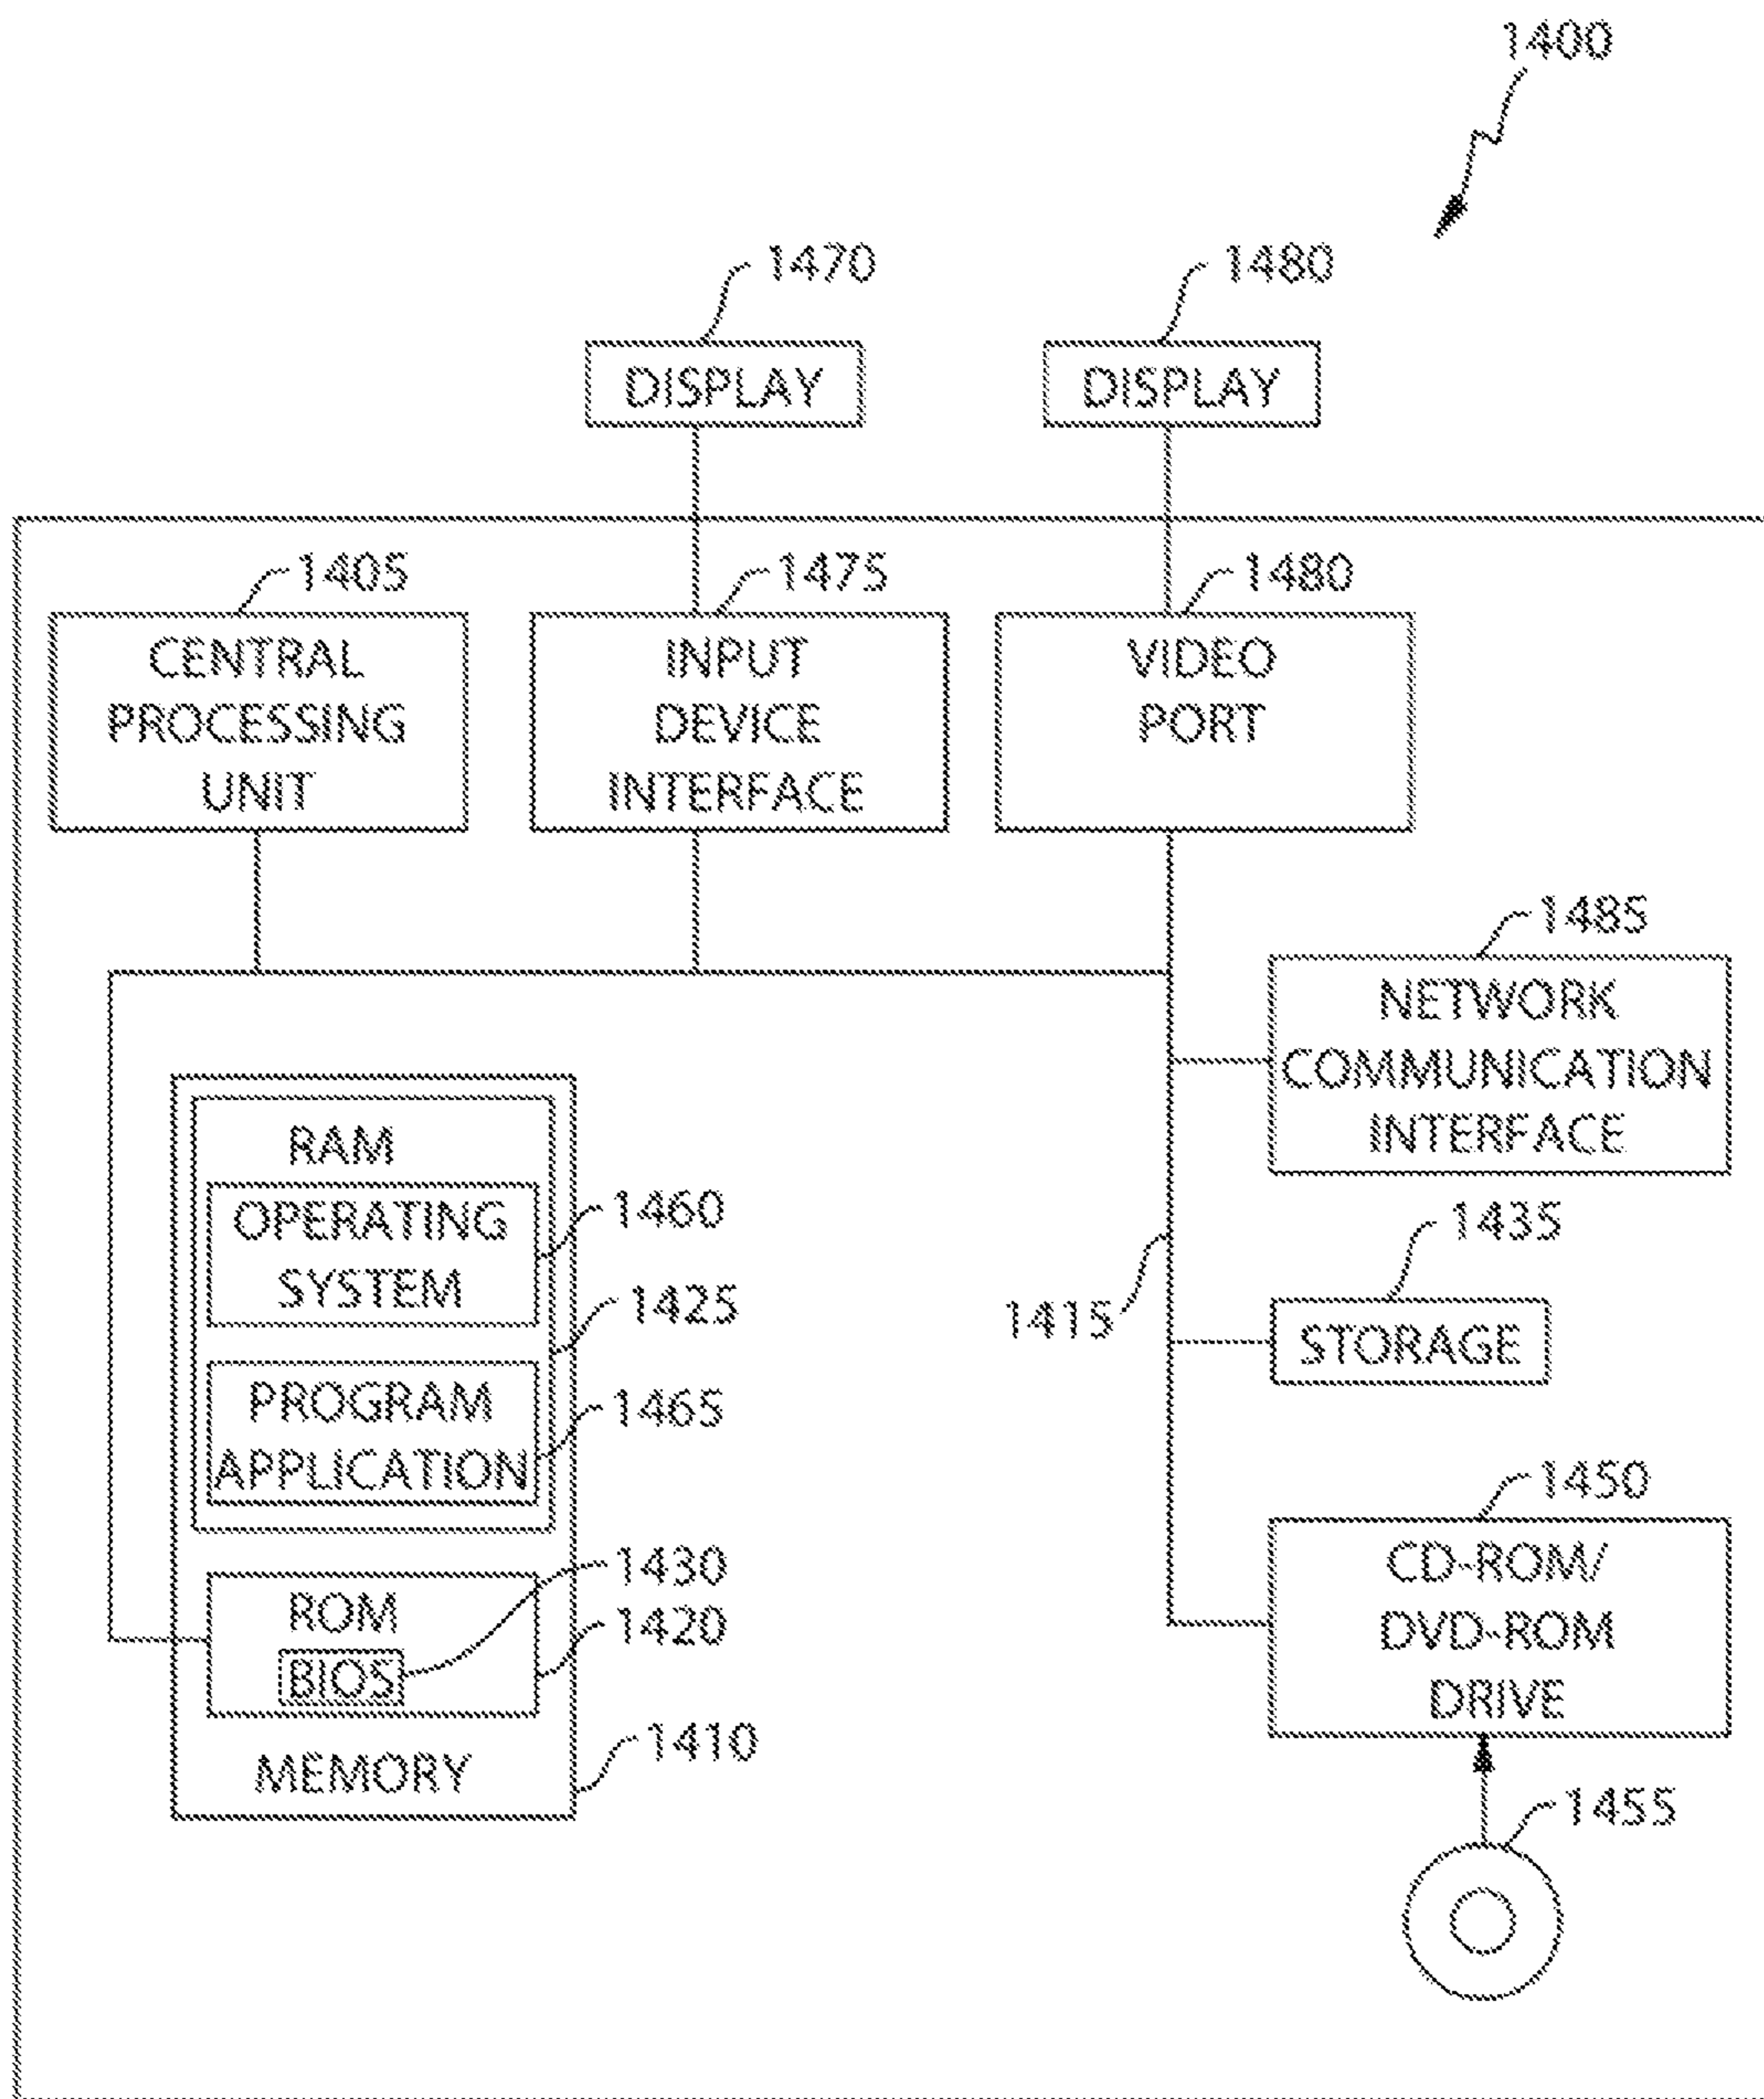 1400
1470
1480
DISPLAY
DISPLAY
1405
1475
1480
CENTRAL
PROCESSING
UNIT
INPUT
DEVICE
INTERFACE
VIDEO
PORT
1485
NETWORK
COMMUNICATION
INTERFACE
RAM
OPERATING
SYSTEM
1460
1425
PROGRAM
APPLICATION
1465
1415
1435
STORAGE
1430
ROM
1420
BIOS
MEMORY
1410
1450
CD-ROM/
DVD-ROM
DRIVE
1455